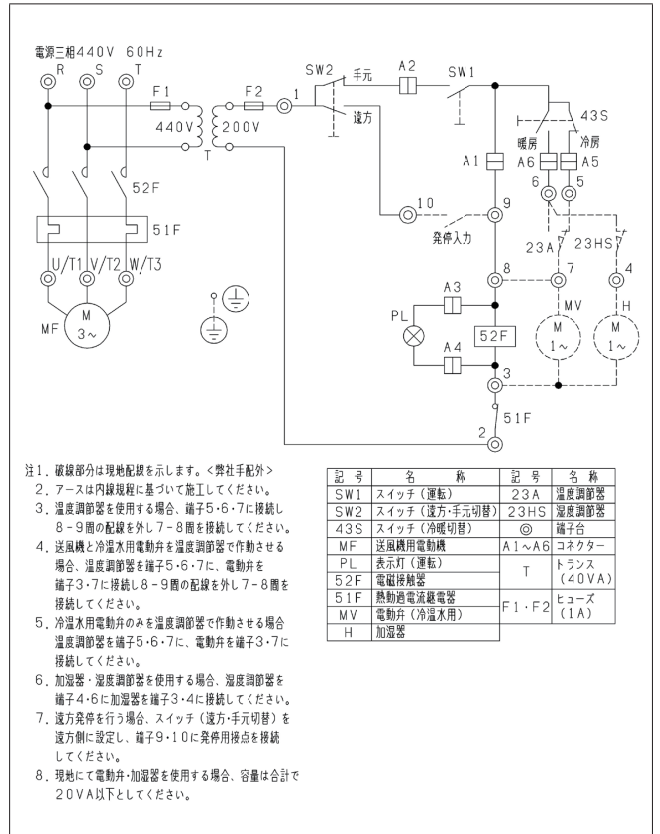 電源三相440V 60Hz
R S T
F1 F2 1
440V 200V
T
SW2 手元 A2 SW1
遠方
43S
暖房 冷房
A1 A6 A5
6 5
10 9
発停入力
23A 23HS
52F
51F
U/T1 V/T2 W/T3
MF M 3~
8 7 4
A3 MV H
PL 52F M 1~ M 1~
A4
3
51F
2
注1. 破線部分は現地配線を示します。<弊社手配外>
2. アースは内線規程に基づいて施工してください。
3. 温度調節器を使用する場合、端子5・6・7に接続し
8-9間の配線を外し7-8間を接続してください。
4. 送風機と冷温水用電動弁を温度調節器で作動させる
場合、温度調節器を端子5・6・7に、電動弁を
端子3・7に接続し8-9間の配線を外し7-8間を
接続してください。
5. 冷温水用電動弁のみを温度調節器で作動させる場合
温度調節器を端子5・6・7に、電動弁を端子3・7に
接続してください。
6. 加湿器・湿度調節器を使用する場合、湿度調節器を
端子4・6に加湿器を端子3・4に接続してください。
7. 遠方発停を行う場合、スイッチ(遠方・手元切替)を
遠方側に設定し、端子9・10に発停用接点を接続
してください。
8. 現地にて電動弁・加湿器を使用する場合、容量は合計で
20VA以下としてください。
記 号 名 称 記 号 名 称
SW1 スイッチ(運転) 23A 温度調節器
SW2 スイッチ(遠方・手元切替) 23HS 湿度調節器
43S スイッチ(冷暖切替) ◎ 端子台
MF 送風機用電動機 A1~A6 コネクター
PL 表示灯(運転) T トランス
52F 電磁接触器 (40VA)
51F 熱動過電流継電器 F1・F2 ヒューズ
MV 電動弁(冷温水用) (1A)
H 加湿器